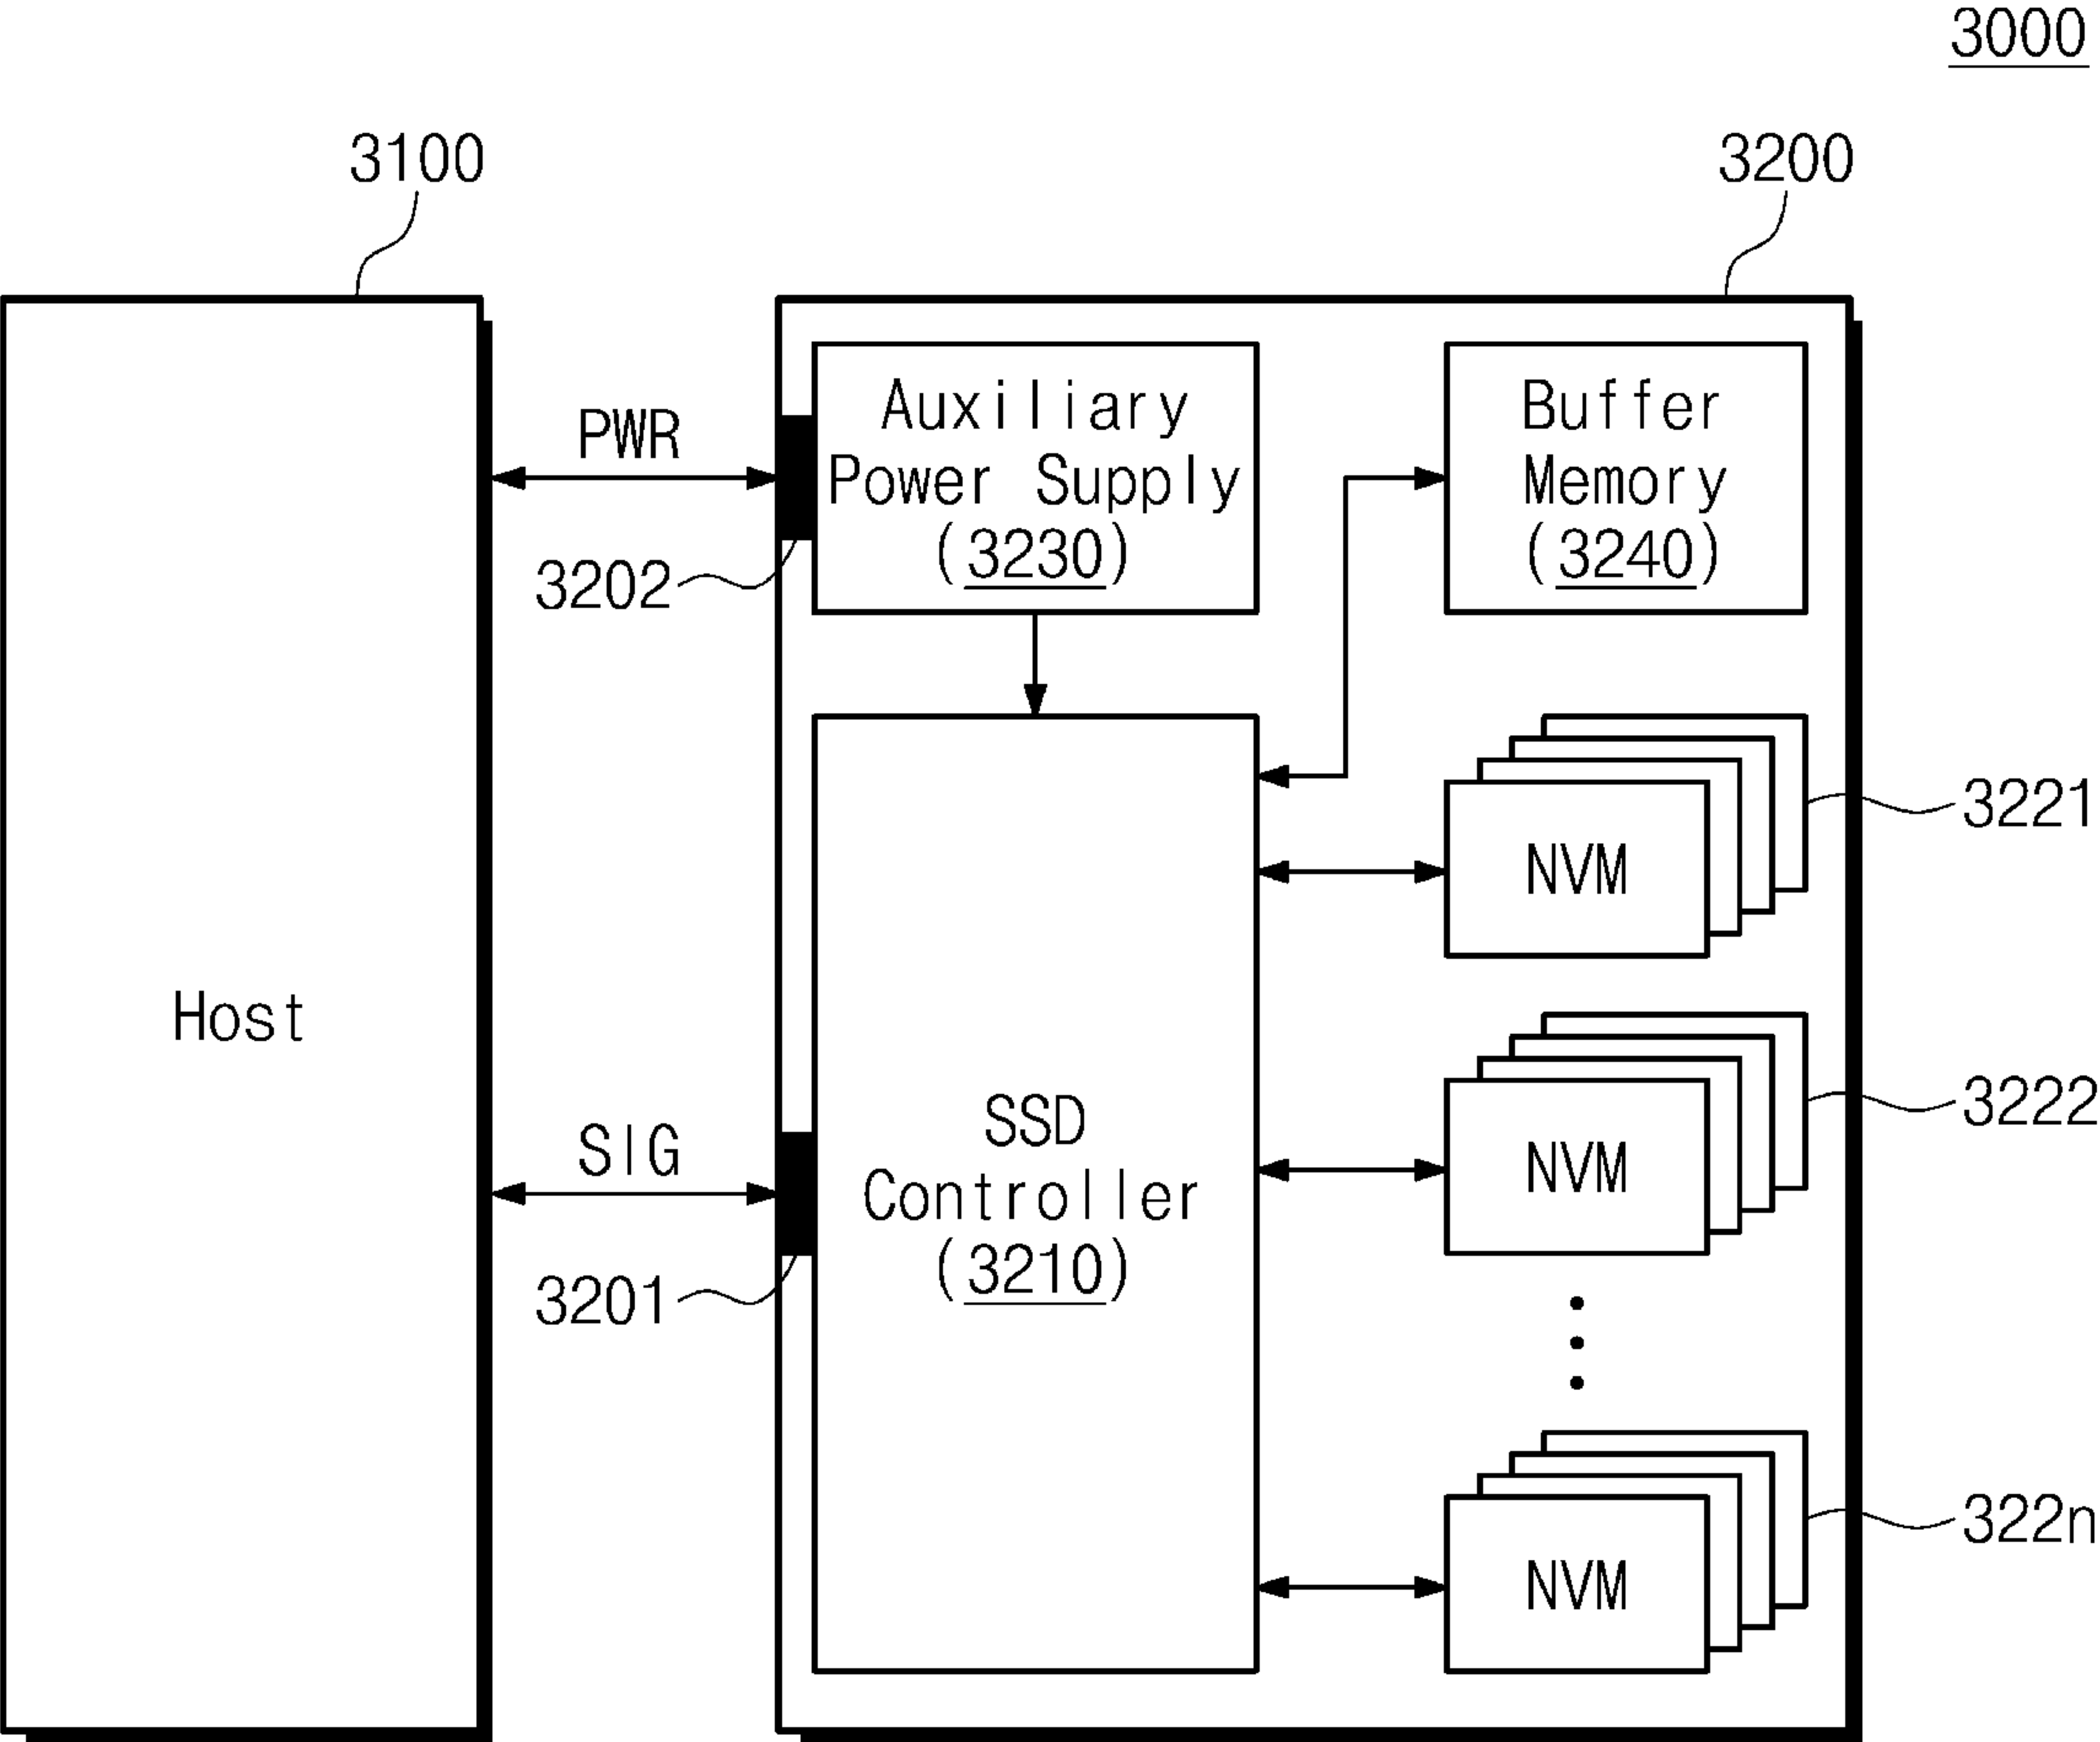 3000
3100
3200
PWR
3202
Auxiliary
Power Supply
(3230)
Buffer
Memory
(3240)
3221
NVM
Host
SIG
3201
SSD
Controller
(3210)
3222
NVM
322n
NVM